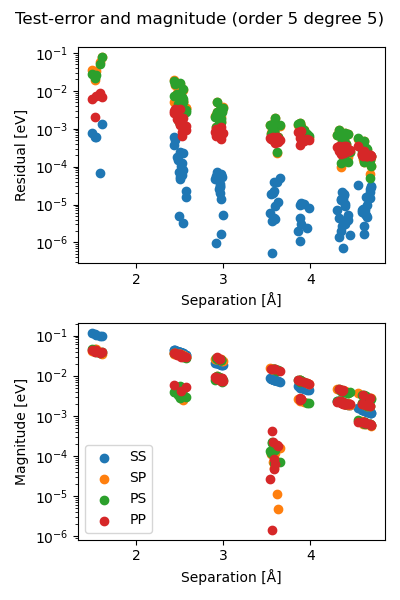 Test-error and magnitude (order 5 degree 5)
Residual [eV]
10⁻¹
10⁻²
10⁻³
10⁻⁴
10⁻⁵
10⁻⁶
2 3 4
Separation [Å]
Magnitude [eV]
10⁻¹
10⁻²
10⁻³
10⁻⁴
10⁻⁵
10⁻⁶
SS
SP
PS
PP
2 3 4
Separation [Å]